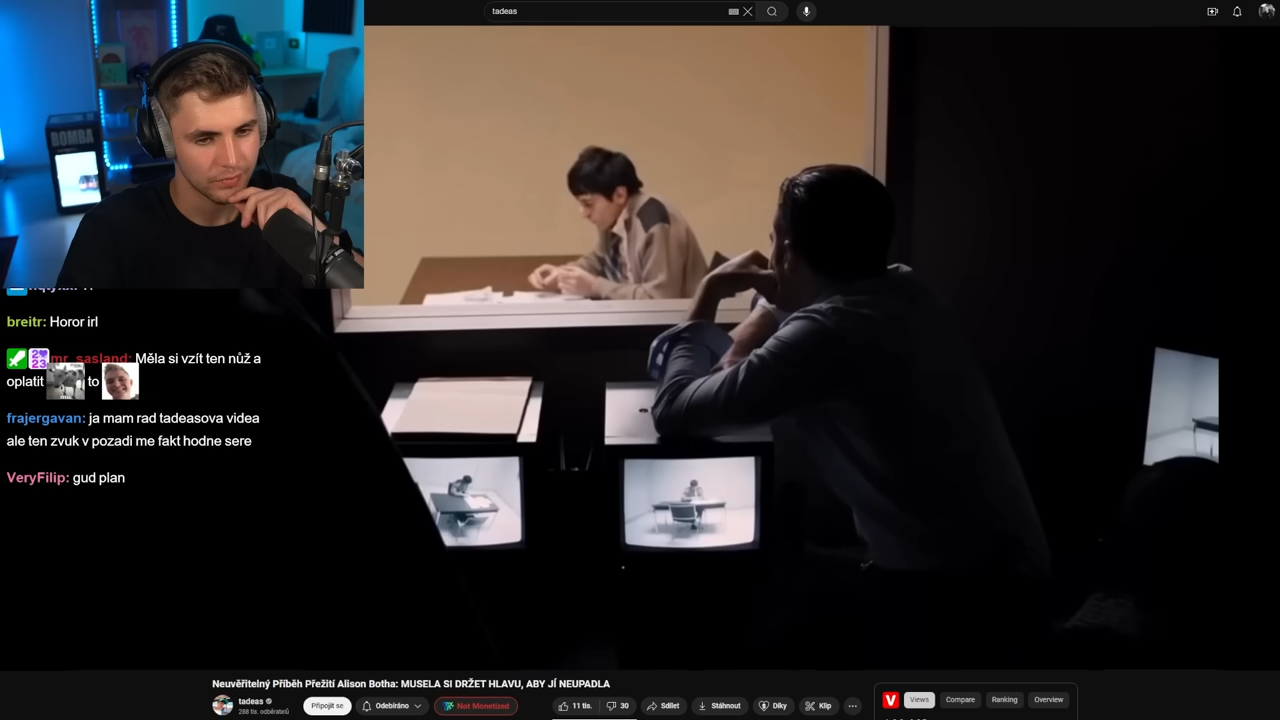 tadeas
BOMBA
breitr: Horor irl
mr_sasland: Měla si vzít ten nůž a
oplatit to
frajergavan: ja mam rad tadeasova videa
ale ten zvuk v pozadi me fakt hodne sere
VeryFilip: gud plan
Neuvěřitelný Příběh Přežití Alison Botha: MUSELA SI DRŽET HLAVU, ABY JÍ NEUPADLA
tadeas
288 tis. odběratelů
Připojit se
Odebíráno
Not Monetized
11 tis.
30
Sdílet
Stáhnout
Díky
Klip
Views
Compare
Ranking
Overview